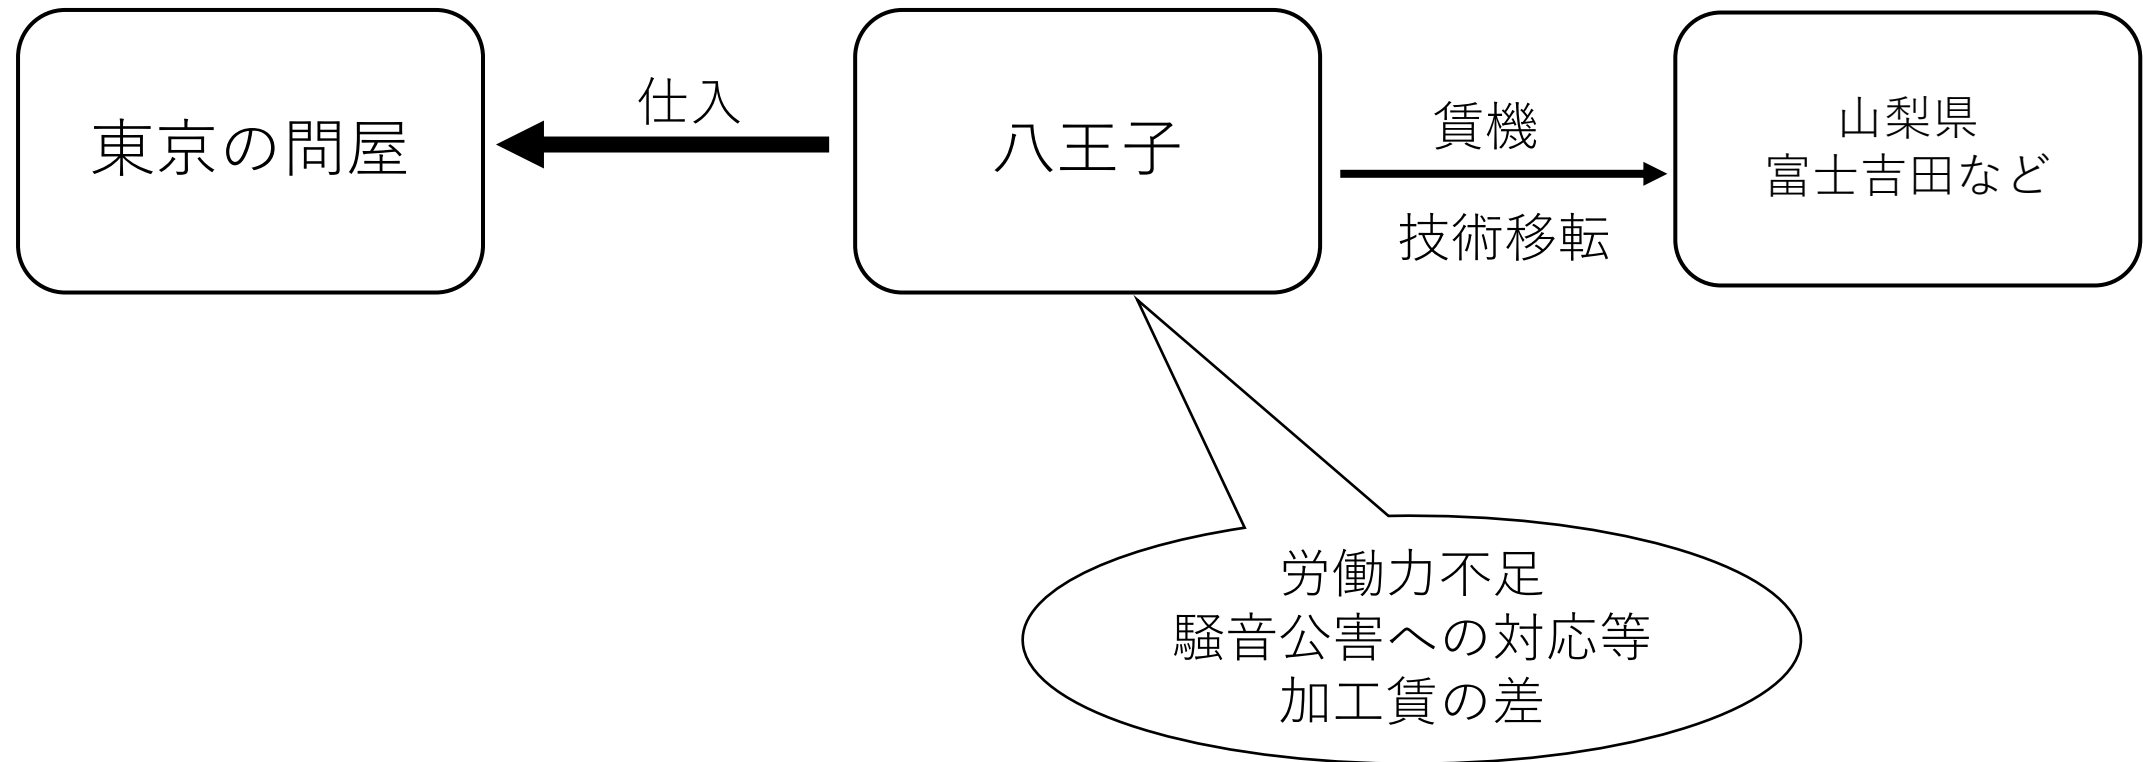 東京の問屋
仕入
八王子
賃機
技術移転
山梨県
富士吉田など
労働力不足
騒音公害への対応等
加工賃の差